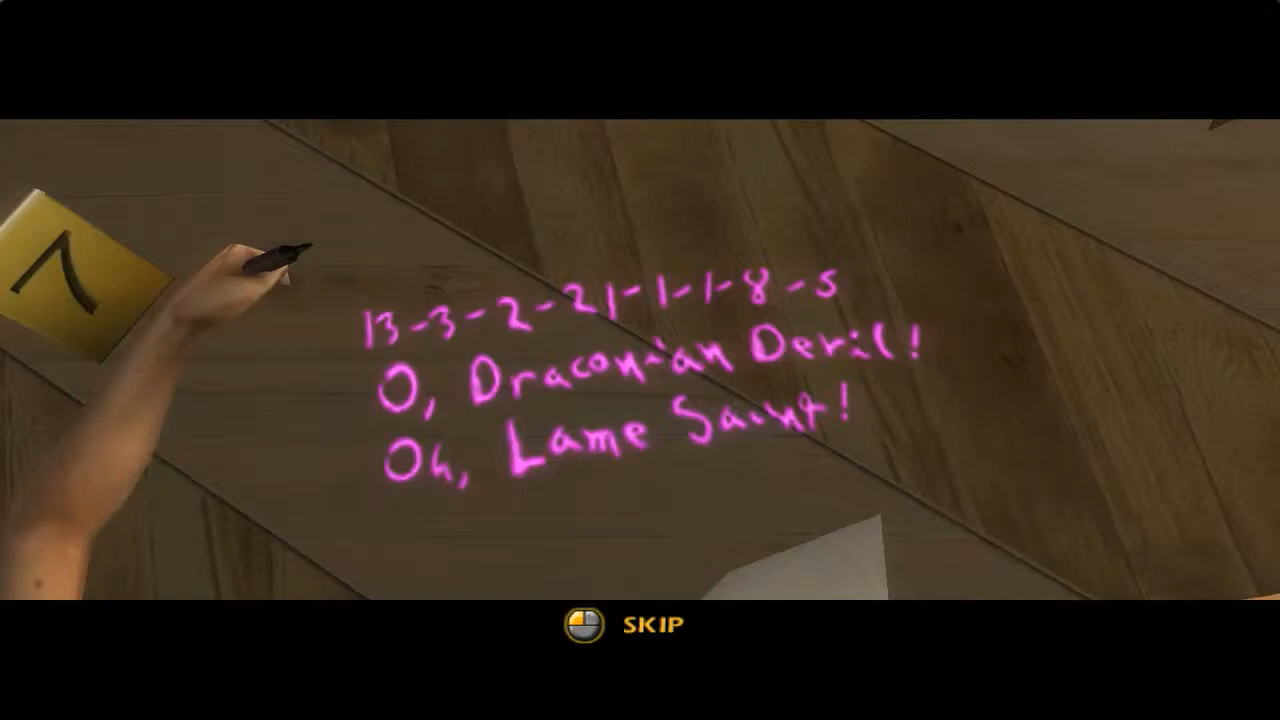 7
13-3-2-21-1-1-8-5
O, Draconian Devil!
Oh, Lame Saint!
SKIP